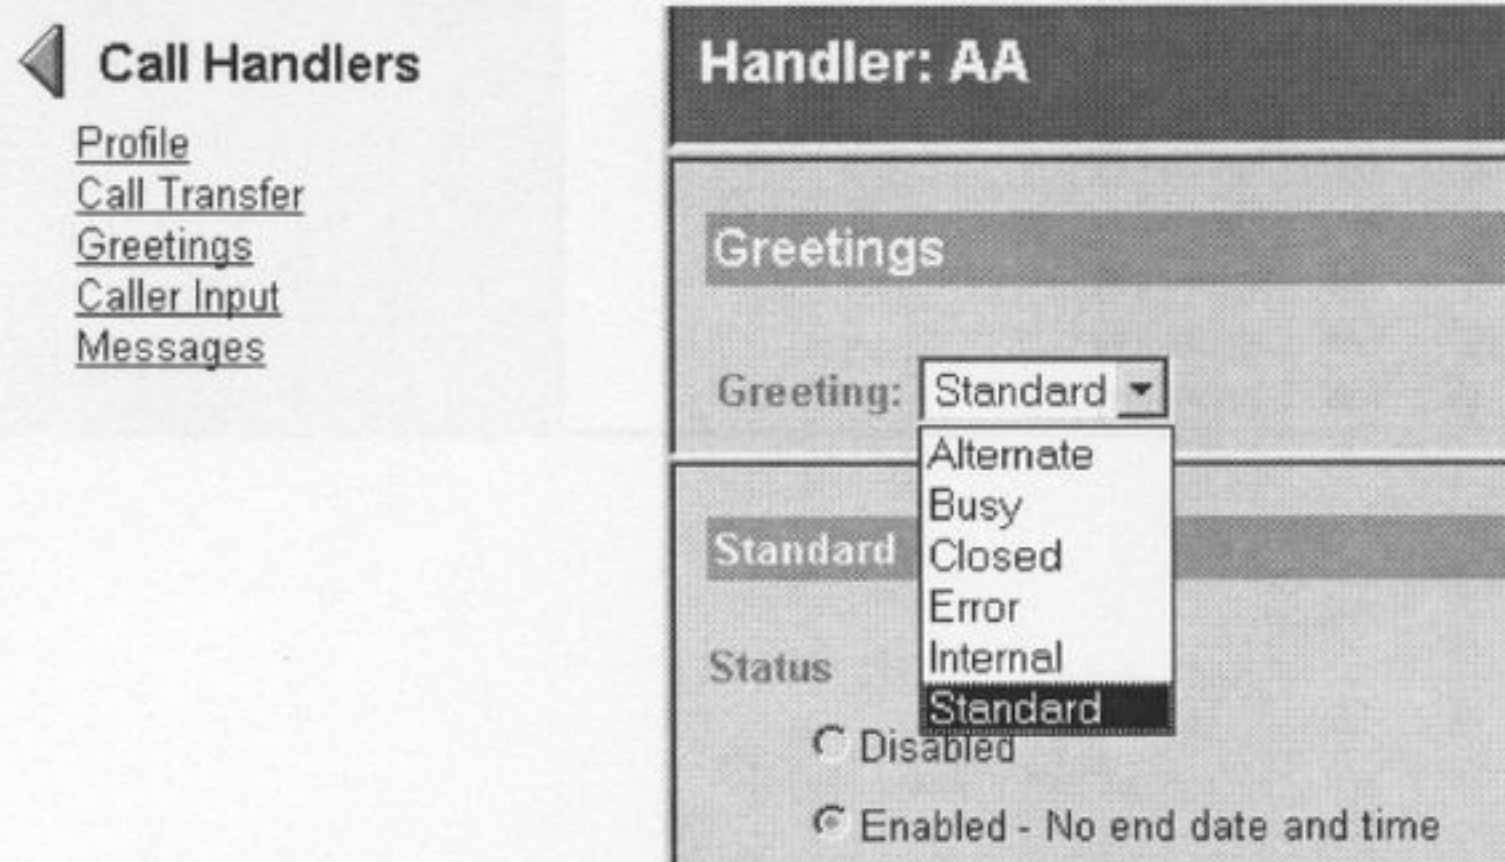 Call Handlers
Profile
Call Transfer
Greetings
Caller Input
Messages
Handler: AA
Greetings
Greeting: Standard
Alternate
Busy
Closed
Error
Internal
Standard
Standard
Status
Disabled
Enabled - No end date and time